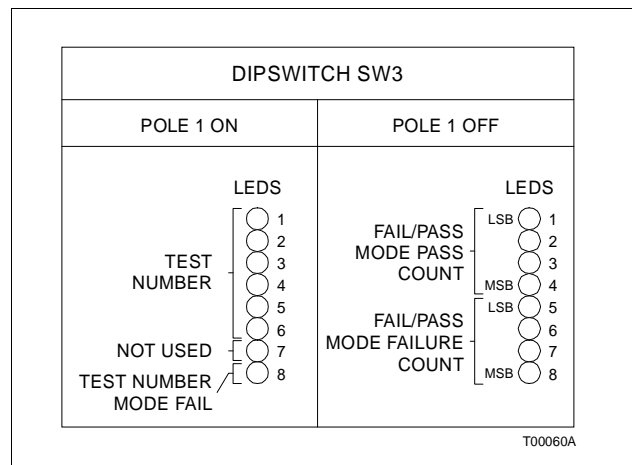 DIPSWITCH SW3
POLE 1 ON
POLE 1 OFF
LEDS
1
2
3
4
5
6
7
8
TEST
NUMBER
NOT USED
TEST NUMBER
MODE FAIL
LEDS
LSB 1
2
3
MSB 4
LSB 5
6
7
MSB 8
FAIL/PASS
MODE PASS
COUNT
FAIL/PASS
MODE FAILURE
COUNT
T00060A